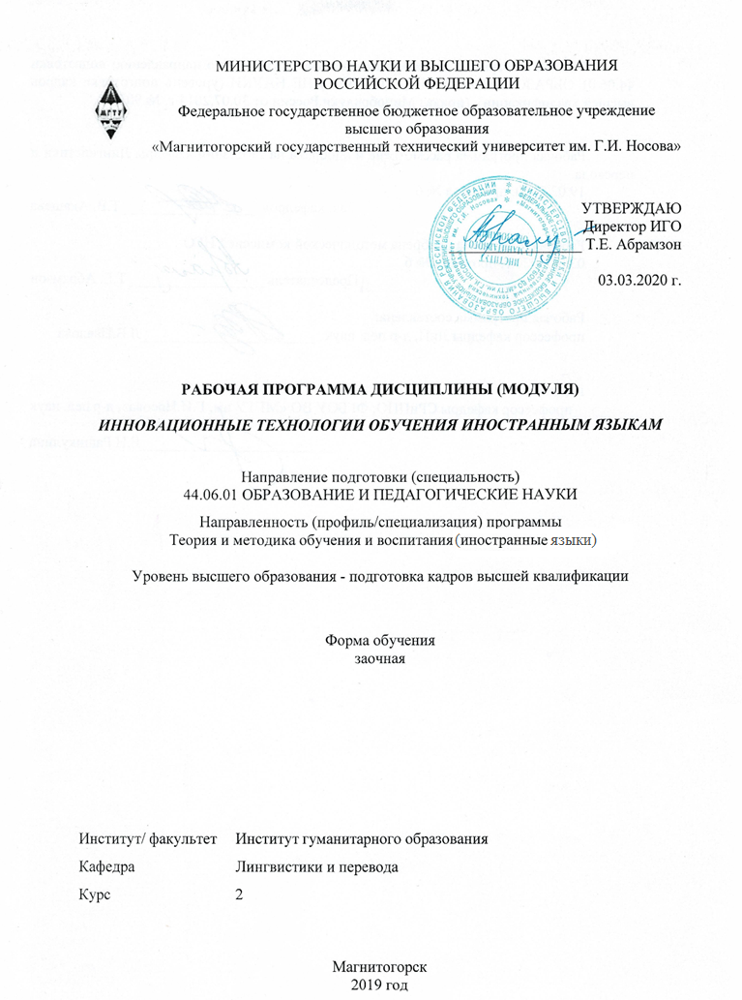 МИНИСТЕРСТВО НАУКИ И ВЫСШЕГО ОБРАЗОВАНИЯ
РОССИЙСКОЙ ФЕДЕРАЦИИ
Федеральное государственное бюджетное образовательное учреждение
высшего образования
«Магнитогорский государственный технический университет им. Г.И. Носова»
МГТУ
УТВЕРЖДАЮ
Директор ИГО
Т.Е. Абрамзон
03.03.2020 г.
РАБОЧАЯ ПРОГРАММА ДИСЦИПЛИНЫ (МОДУЛЯ)
ИННОВАЦИОННЫЕ ТЕХНОЛОГИИ ОБУЧЕНИЯ ИНОСТРАННЫМ ЯЗЫКАМ
Направление подготовки (специальность)
44.06.01 ОБРАЗОВАНИЕ И ПЕДАГОГИЧЕСКИЕ НАУКИ
Направленность (профиль/специализация) программы
Теория и методика обучения и воспитания (иностранные языки)
Уровень высшего образования - подготовка кадров высшей квалификации
Форма обучения
заочная
Институт/ факультет Институт гуманитарного образования
Кафедра Лингвистики и перевода
Курс 2
Магнитогорск
2019 год